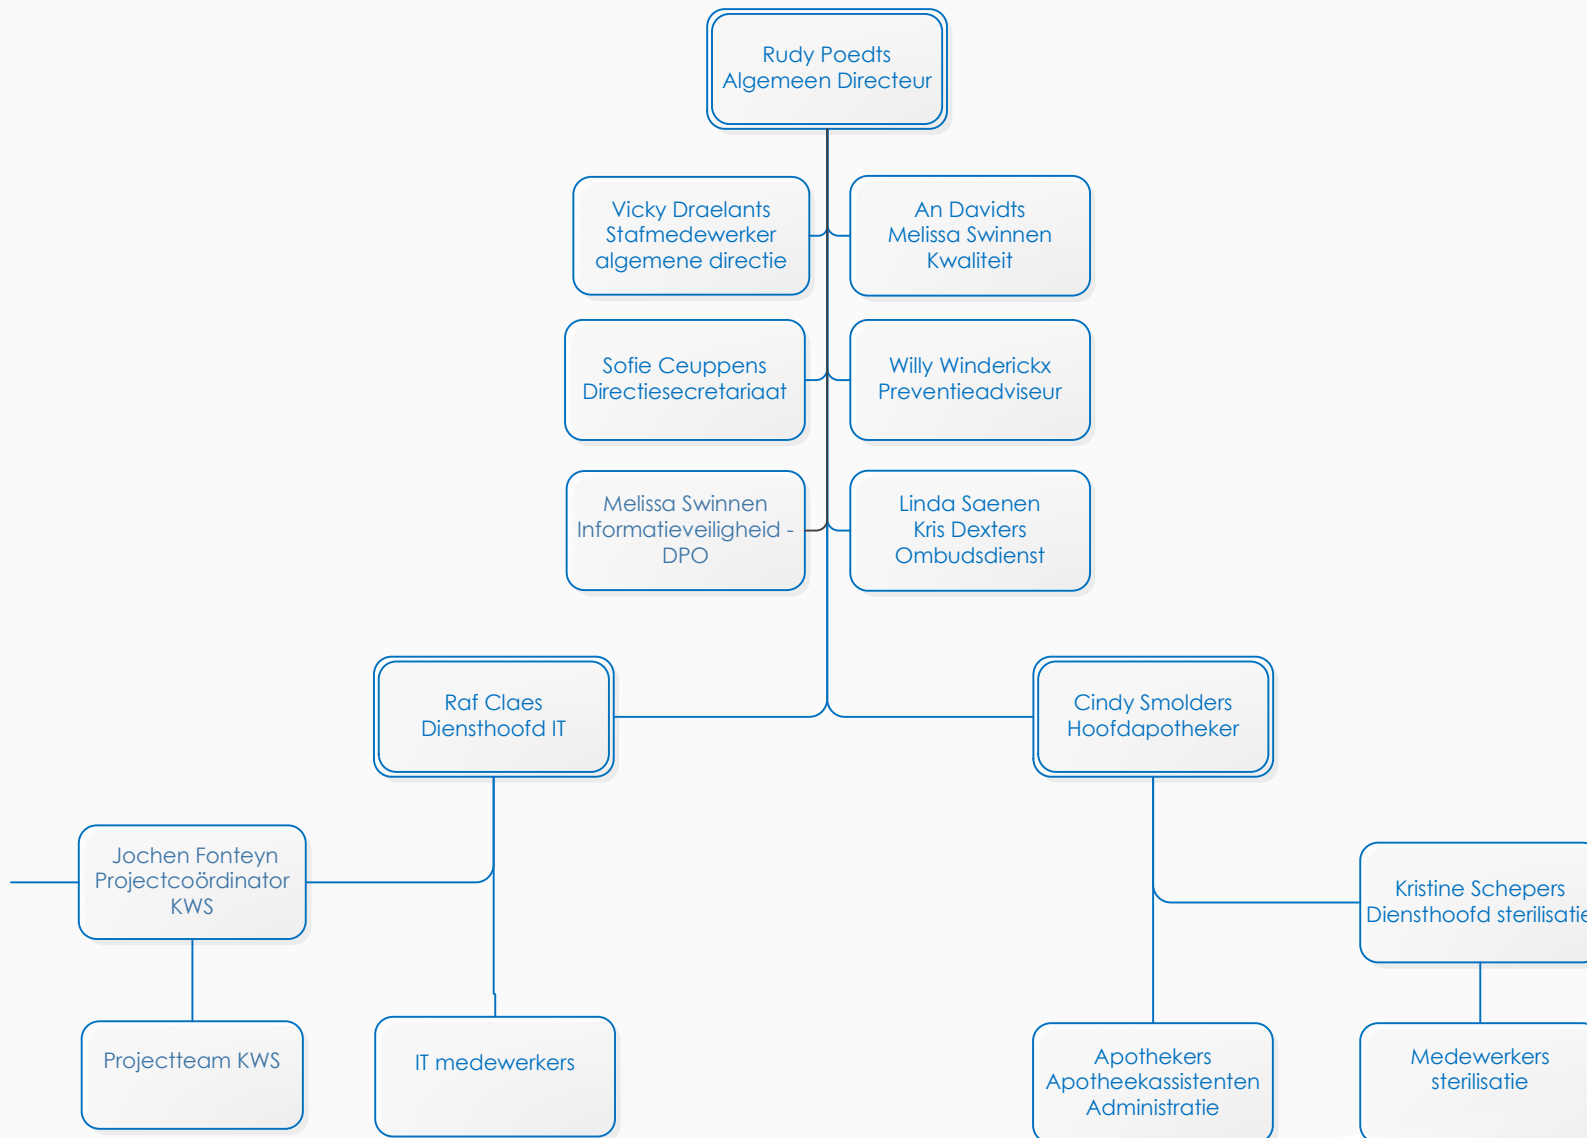 Rudy Poedts
Algemeen Directeur
Vicky Draelants
Stafmedewerker
algemene directie
An Davidts
Melissa Swinnen
Kwaliteit
Sofie Ceuppens
Directiesecretariaat
Willy Winderickx
Preventieadviseur
Melissa Swinnen
Informatieveiligheid -
DPO
Linda Saenen
Kris Dexters
Ombudsdienst
Raf Claes
Diensthoofd IT
Cindy Smolders
Hoofdapotheker
Jochen Fonteyn
Projectcoördinator
KWS
Kristine Schepers
Diensthoofd sterilisatie
Projectteam KWS
IT medewerkers
Apothekers
Apotheekassistenten
Administratie
Medewerkers
sterilisatie